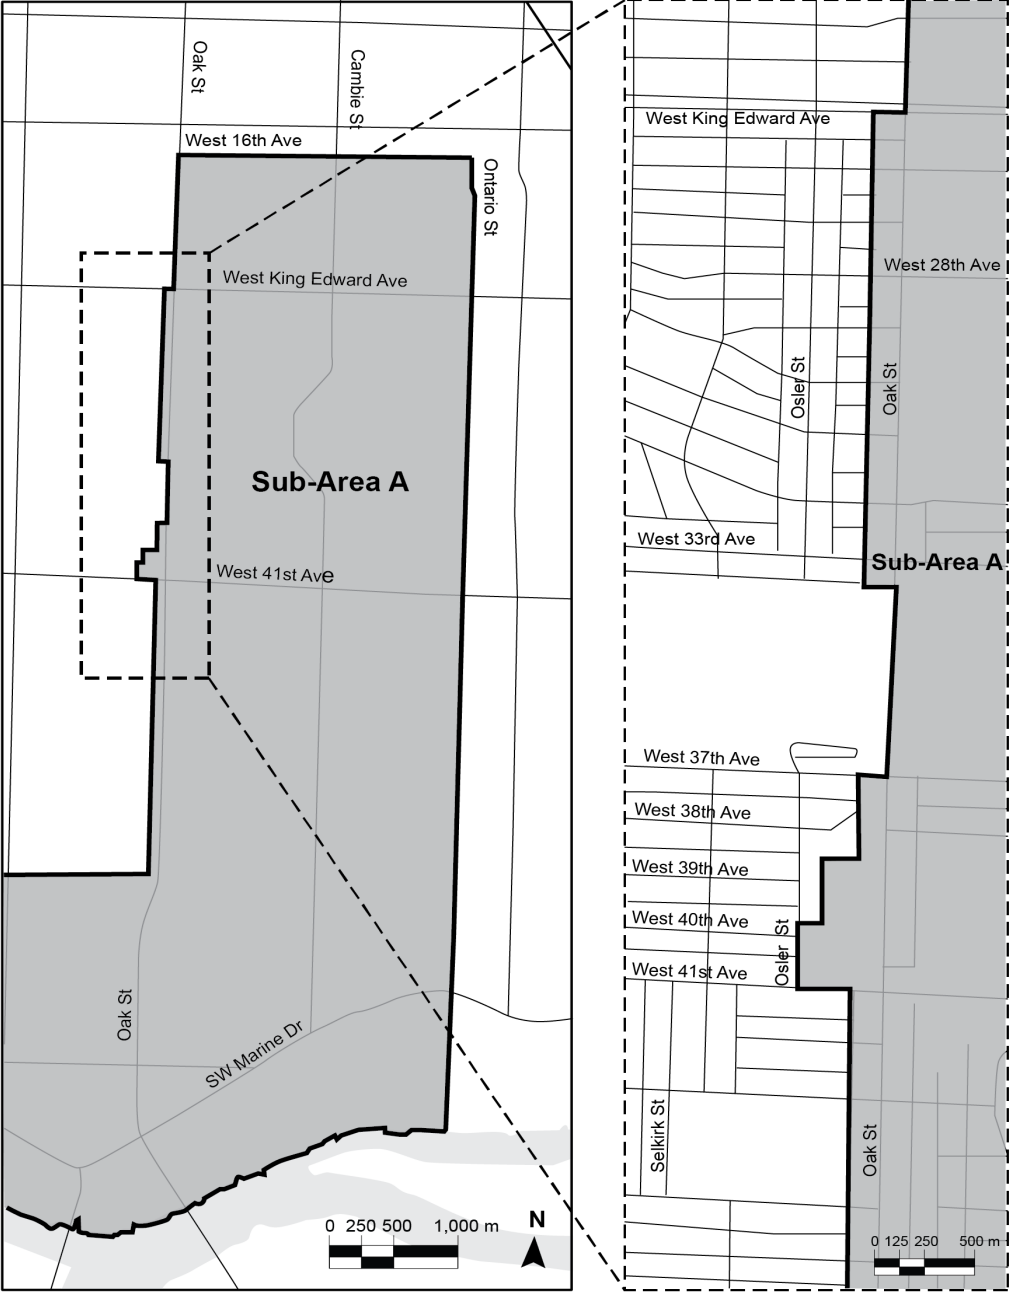 Oak St
Cambie St
West 16th Ave
Ontario St
West King Edward Ave
Sub-Area A
West 41st Ave
Oak St
SW Marine Dr
0 250 500 1,000 m
N
West King Edward Ave
West 28th Ave
Osler St
Oak St
West 33rd Ave
Sub-Area A
West 37th Ave
West 38th Ave
West 39th Ave
West 40th Ave
Osler St
West 41st Ave
Selkirk St
Oak St
0 125 250 500 m